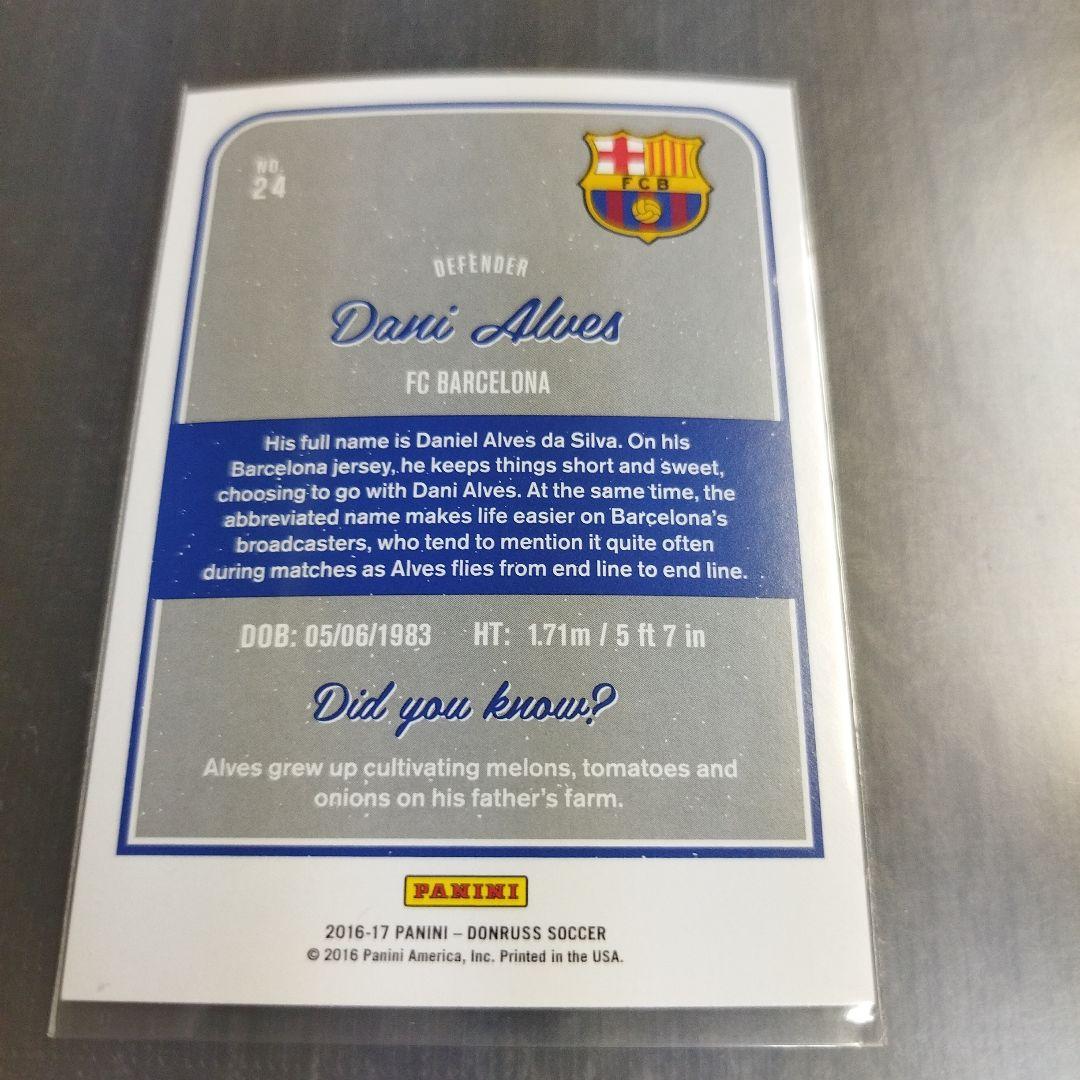 NO.
24
FCB
DEFENDER
Dani Alves
FC BARCELONA
His full name is Daniel Alves da Silva. On his
Barcelona jersey, he keeps things short and sweet,
choosing to go with Dani Alves. At the same time, the
abbreviated name makes life easier on Barcelona's
broadcasters, who tend to mention it quite often
during matches as Alves flies from end line to end line.
DOB: 05/06/1983 HT: 1.71m / 5 ft 7 in
Did you know?
Alves grew up cultivating melons, tomatoes and
onions on his father's farm.
PANINI
2016-17 PANINI – DONRUSS SOCCER
© 2016 Panini America, Inc. Printed in the USA.